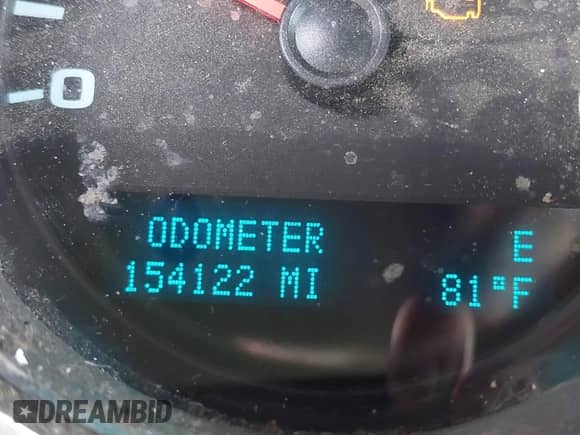 0
ODOMETER
E
154122 MI
81°F
DREAMBID